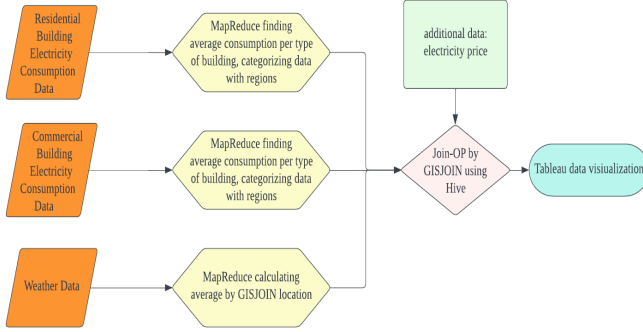 Residential
Building
Electricity
Consumption
Data
MapReduce finding
average consumption per type
of building, categorizing data
with regions
additional data:
electricity price
Commercial
Building
Electricity
Consumption
Data
MapReduce finding
average consumption per type
of building, categorizing data
with regions
Join-OP by
GISJOIN using
Hive
Tableau data visiualization
Weather Data
MapReduce calculating
average by GISJOIN location